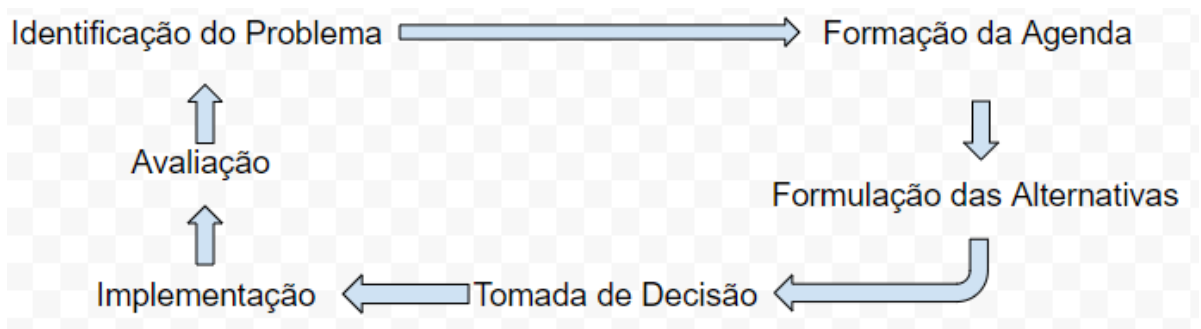 Identificação do Problema
Formação da Agenda
Avaliação
Formulação das Alternativas
Implementação
Tomada de Decisão